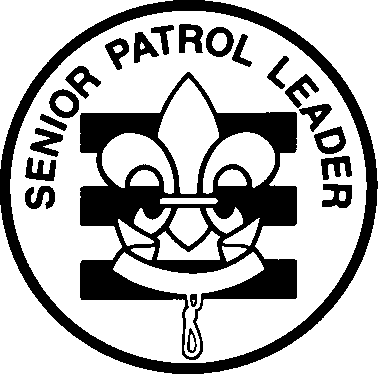 SENIOR PATROL LEADER